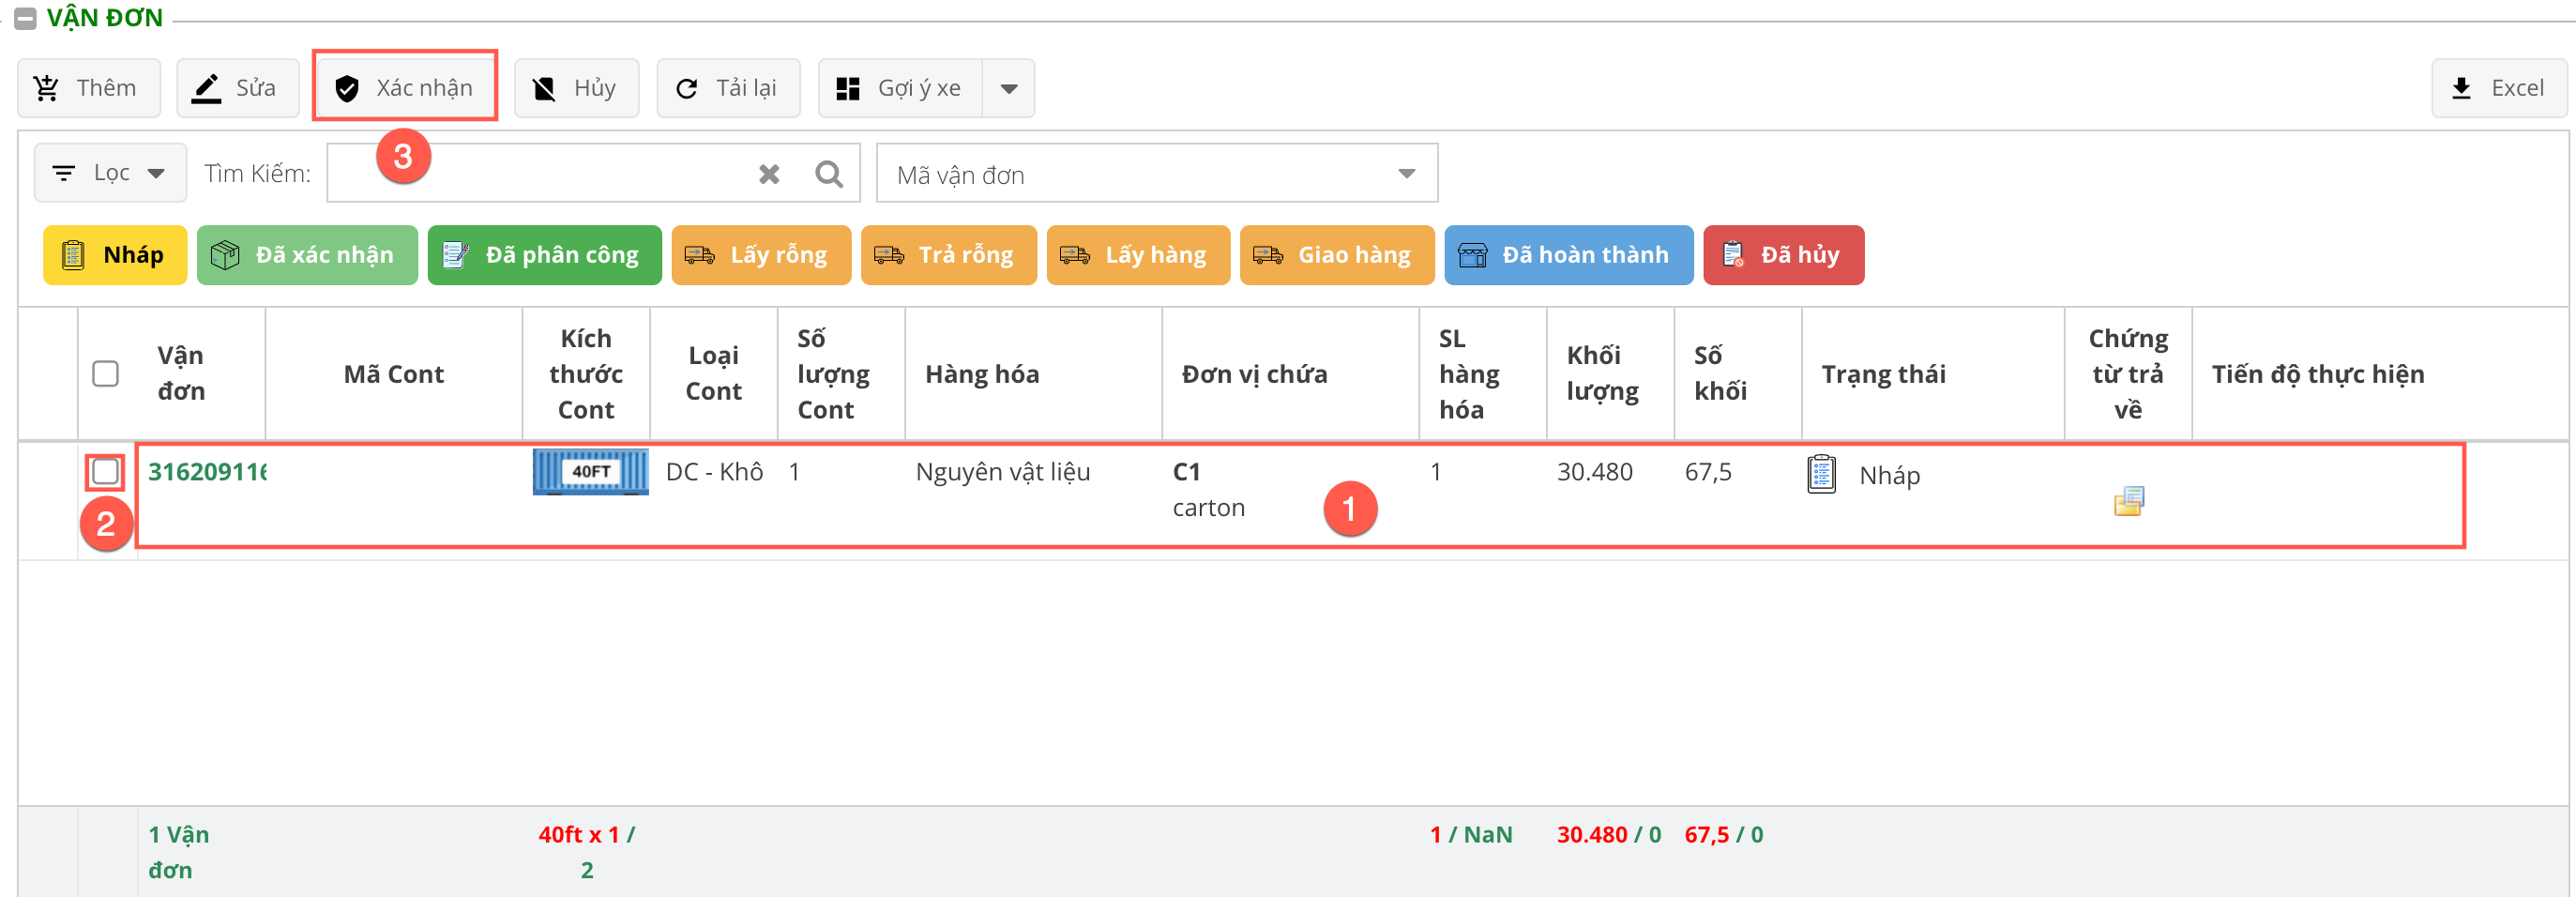 VẬN ĐƠN
Thêm
Sửa
Xác nhận
Hủy
Tải lại
Gợi ý xe
Excel
3
Lọc
Tìm Kiếm:
Mã vận đơn
Nháp
Đã xác nhận
Đã phân công
Lấy rỗng
Trả rỗng
Lấy hàng
Giao hàng
Đã hoàn thành
Đã hủy
Vận
đơn
Mã Cont
Kích
thước
Cont
Loại
Cont
Số
lượng
Cont
Hàng hóa
Đơn vị chứa
SL
hàng
hóa
Khối
lượng
Số
khối
Trạng thái
Chứng
từ trả
về
Tiến độ thực hiện
316209116
40FT
DC - Khô
1
Nguyên vật liệu
C1
carton
1
30.480
67,5
Nháp
2
1
1 Vận
đơn
40ft x 1 /
2
1 / NaN
30.480 / 0
67,5 / 0